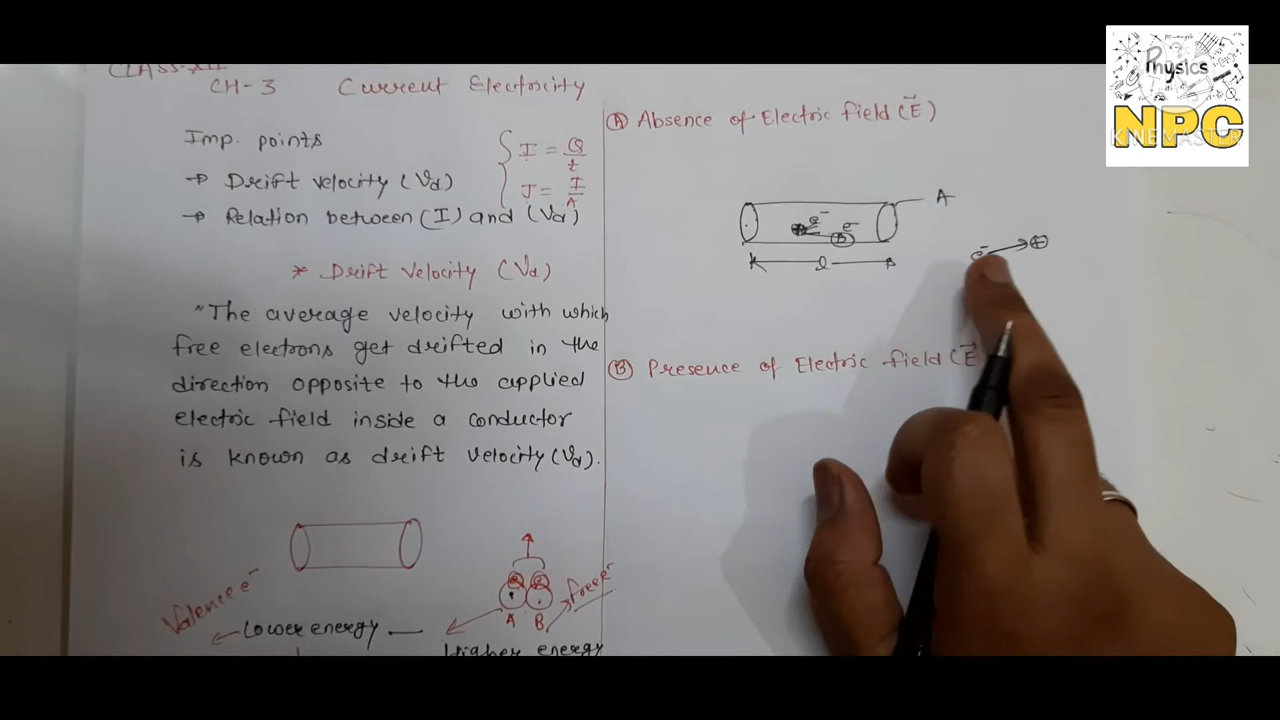 CLASS-XII
CH-3 Current Electricity
Imp. points
→ Drift velocity (Vd)
→ Relation between (I) and (Vd)
I = Q/t
J = I/A
* Drift Velocity (Vd)
"The average velocity with which
free electrons get drifted in the
direction opposite to the applied
electric field inside a conductor
is known as drift velocity (Vd).
Valence e⁻
Lower energy
e e
A B
free e⁻
Higher energy
(A) Absence of Electric field (E⃗)
A
e⁻ e⁻
l
e⁻ +
(B) Presence of Electric field (E⃗
Physics
NPC
KINEMASTER